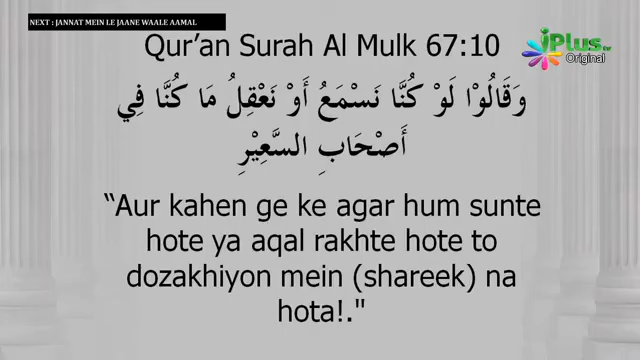 NEXT : JANNAT MEIN LE JAANE WAALE AAMAL
iPlus tv
Original
Qur’an Surah Al Mulk 67:10
وَقَالُوْا لَوْ كُنَّا نَسْمَعُ أَوْ نَعْقِلُ مَا كُنَّا فِي
أَصْحَابِ السَّعِيْرِ
“Aur kahen ge ke agar hum sunte
hote ya aqal rakhte hote to
dozakhiyon mein (shareek) na
hota!."